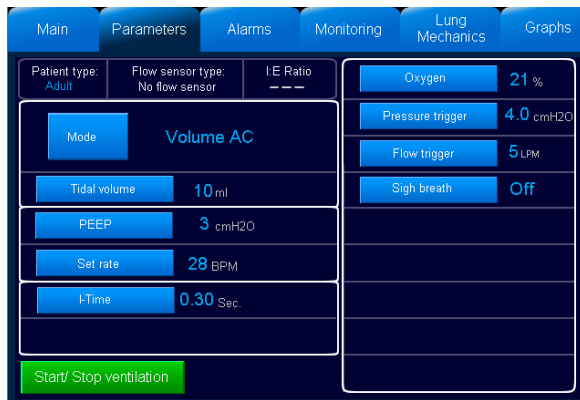 Main Parameters Alarms Monitoring Lung Mechanics Graphs
Patient type: Adult
Flow sensor type: No flow sensor
I:E Ratio ---
Mode Volume AC
Tidal volume 10 ml
PEEP 3 cmH2O
Set rate 28 BPM
I-Time 0.30 Sec.
Start/ Stop ventilation
Oxygen 21 %
Pressure trigger 4.0 cmH2O
Flow trigger 5 LPM
Sigh breath Off